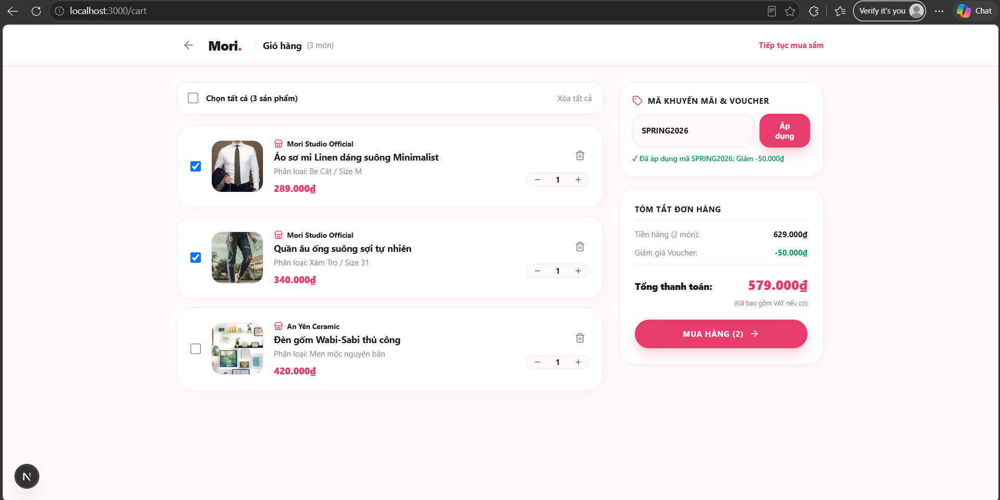 localhost:3000/cart
Verify it's you
Chat
Mori.
Giỏ hàng (3 món)
Tiếp tục mua sắm
Chọn tất cả (3 sản phẩm)
Xóa tất cả
Mori Studio Official
Áo sơ mi Linen dáng suông Minimalist
Phân loại: Be Cát / Size M
289.000₫
− 1 +
Mori Studio Official
Quần âu ống suông sợi tự nhiên
Phân loại: Xám Tro / Size 31
340.000₫
− 1 +
An Yên Ceramic
Đèn gốm Wabi-Sabi thủ công
Phân loại: Men mộc nguyên bản
420.000₫
− 1 +
MÃ KHUYẾN MÃI & VOUCHER
SPRING2026
Áp
dụng
✓ Đã áp dụng mã SPRING2026: Giảm -50.000₫
TÓM TẮT ĐƠN HÀNG
Tiền hàng (2 món): 629.000₫
Giảm giá Voucher: -50.000₫
Tổng thanh toán: 579.000₫
(Đã bao gồm VAT nếu có)
MUA HÀNG (2) →
N